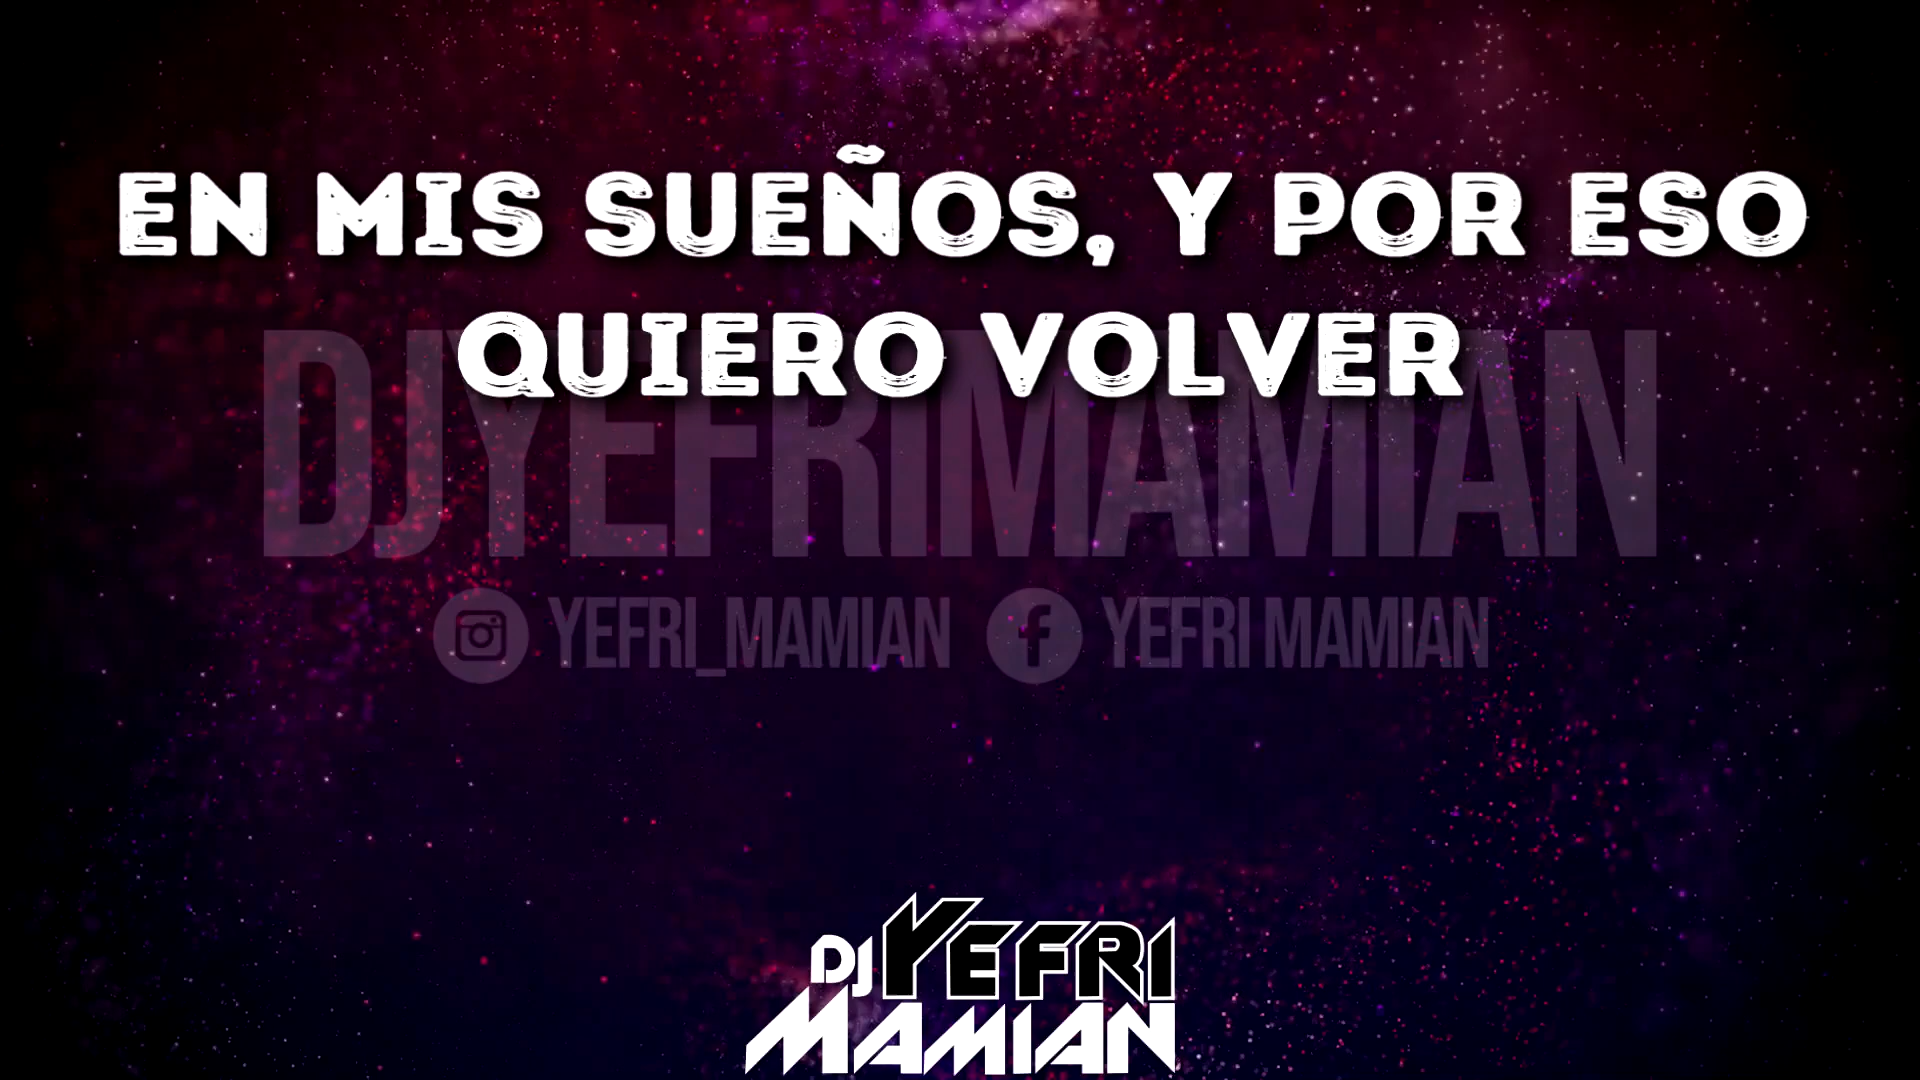 EN MIS SUEÑOS, Y POR ESO
QUIERO VOLVER
DJYEFRIMAMIAN
YEFRI_MAMIAN YEFRI MAMIAN
DJ YEFRI
MAMIAN